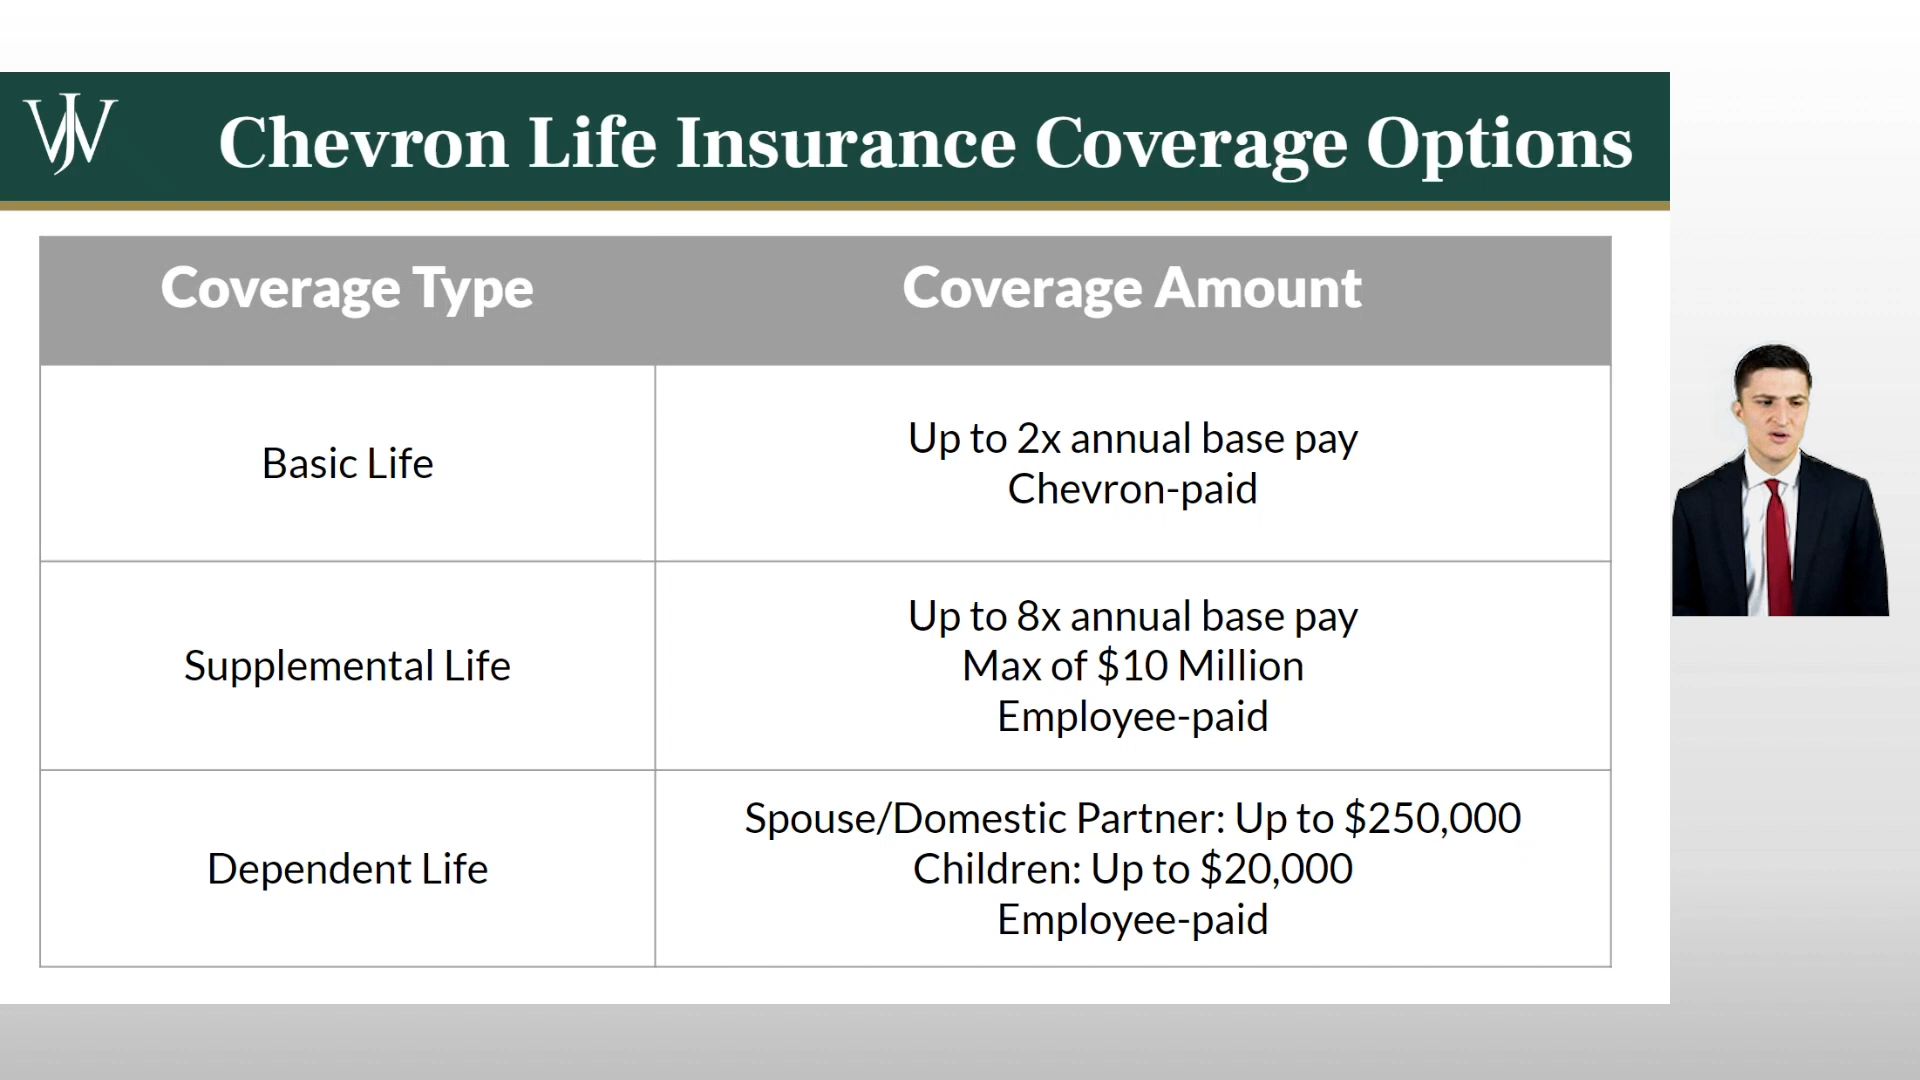 WJ
Chevron Life Insurance Coverage Options
Coverage Type
Coverage Amount
Basic Life
Up to 2x annual base pay
Chevron-paid
Supplemental Life
Up to 8x annual base pay
Max of $10 Million
Employee-paid
Dependent Life
Spouse/Domestic Partner: Up to $250,000
Children: Up to $20,000
Employee-paid